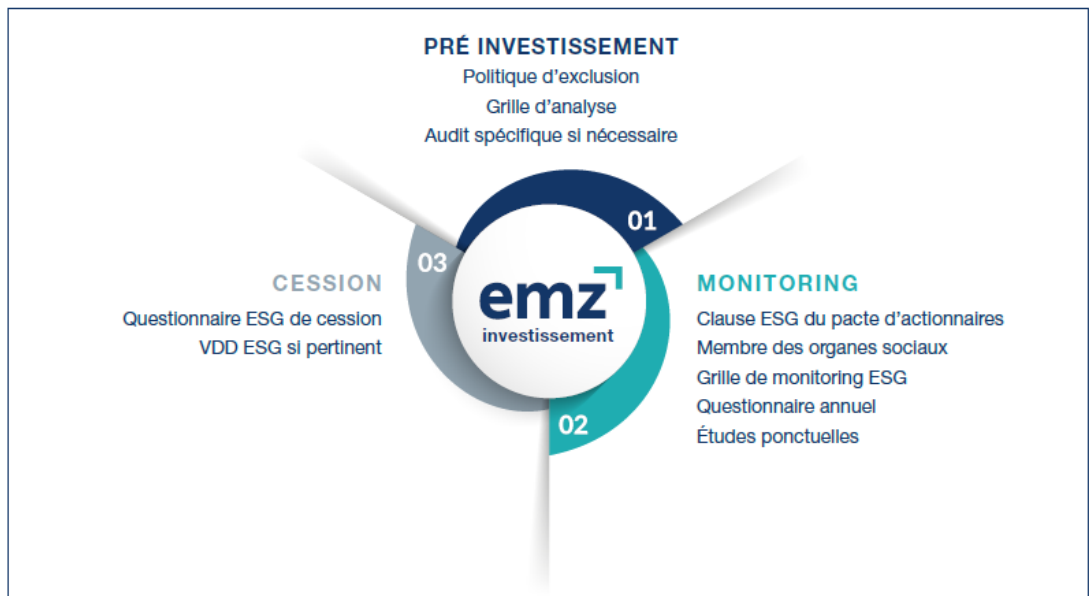 PRÉ INVESTISSEMENT
Politique d'exclusion
Grille d'analyse
Audit spécifique si nécessaire
01
03
CESSION
Questionnaire ESG de cession
VDD ESG si pertinent
emz
investissement
MONITORING
Clause ESG du pacte d'actionnaires
Membre des organes sociaux
Grille de monitoring ESG
Questionnaire annuel
Études ponctuelles
02